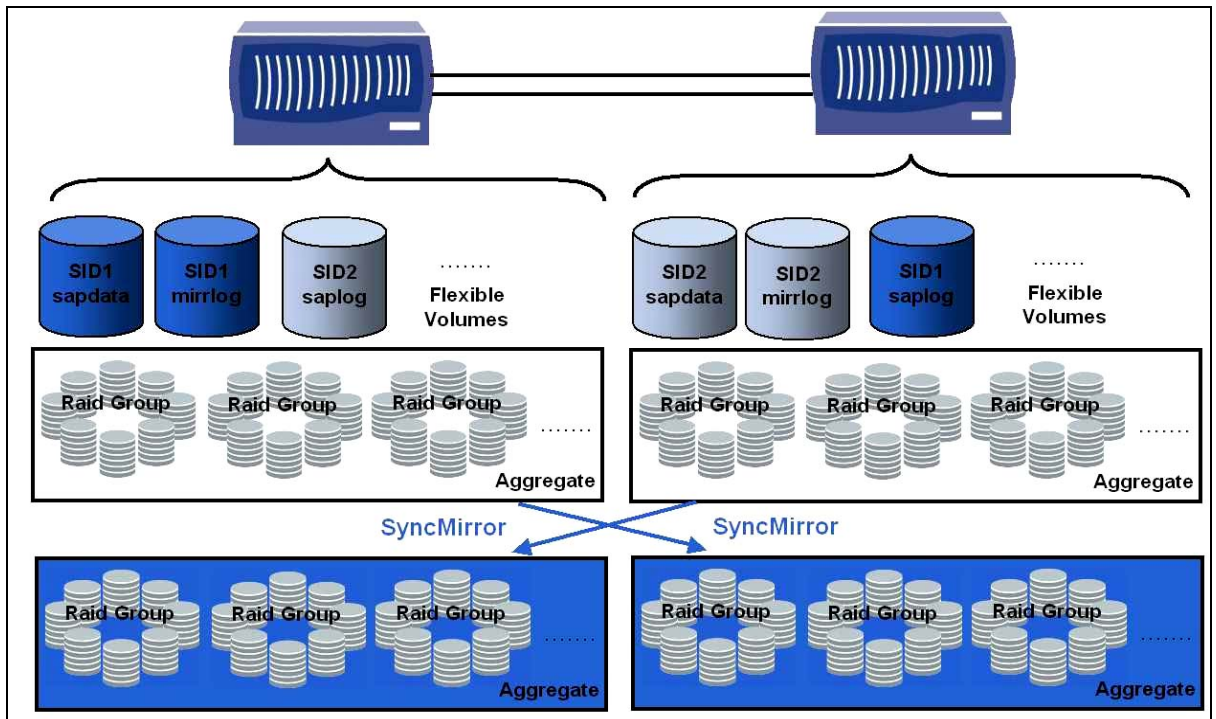 SID1
sapdata
SID1
mirrlog
SID2
saplog
.......
Flexible
Volumes
SID2
sapdata
SID2
mirrlog
SID1
saplog
.......
Flexible
Volumes
Raid Group
Raid Group
Raid Group
.......
Aggregate
Raid Group
Raid Group
Raid Group
.......
Aggregate
SyncMirror
SyncMirror
Raid Group
Raid Group
Raid Group
.......
Aggregate
Raid Group
Raid Group
Raid Group
.......
Aggregate